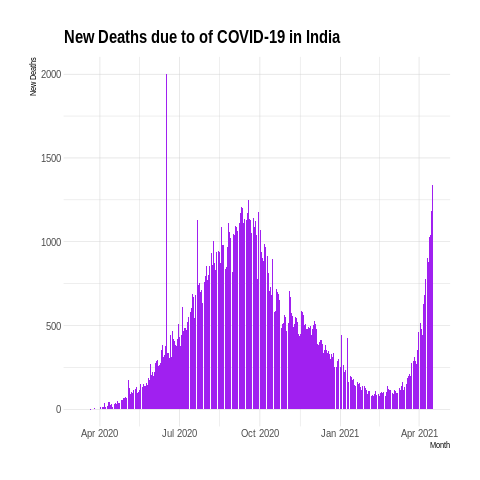 New Deaths due to of COVID-19 in India
New Deaths
2000
1500
1000
500
0
Apr 2020 Jul 2020 Oct 2020 Jan 2021 Apr 2021
Month